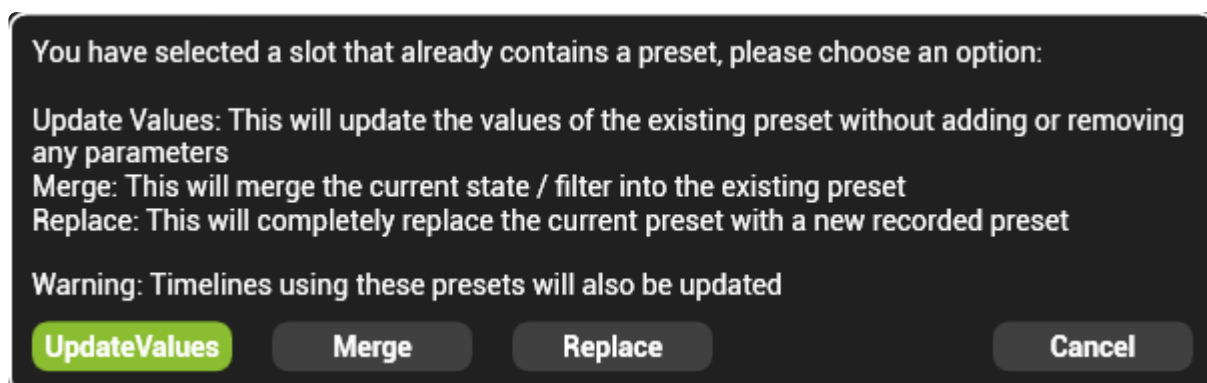 You have selected a slot that already contains a preset, please choose an option:
Update Values: This will update the values of the existing preset without adding or removing
any parameters
Merge: This will merge the current state / filter into the existing preset
Replace: This will completely replace the current preset with a new recorded preset
Warning: Timelines using these presets will also be updated
UpdateValues Merge Replace Cancel